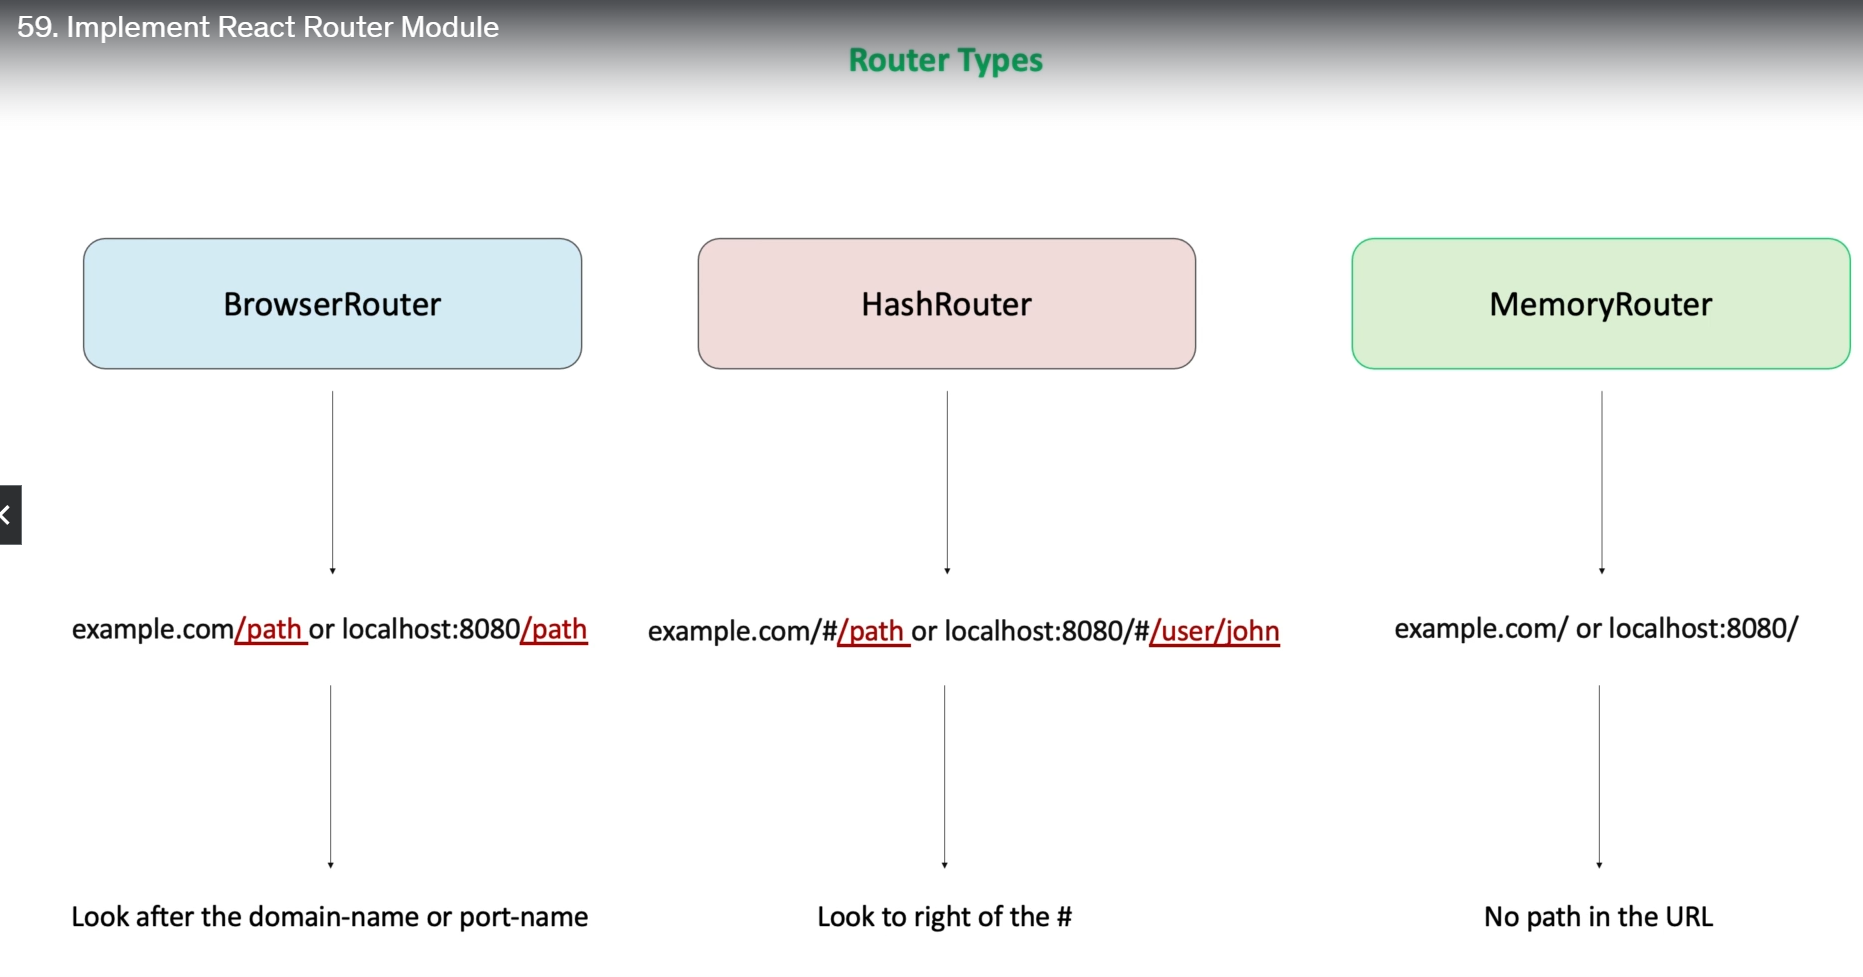 59. Implement React Router Module
Router Types
BrowserRouter
HashRouter
MemoryRouter
example.com/path or localhost:8080/path
example.com/#/path or localhost:8080/#/user/john
example.com/ or localhost:8080/
Look after the domain-name or port-name
Look to right of the #
No path in the URL